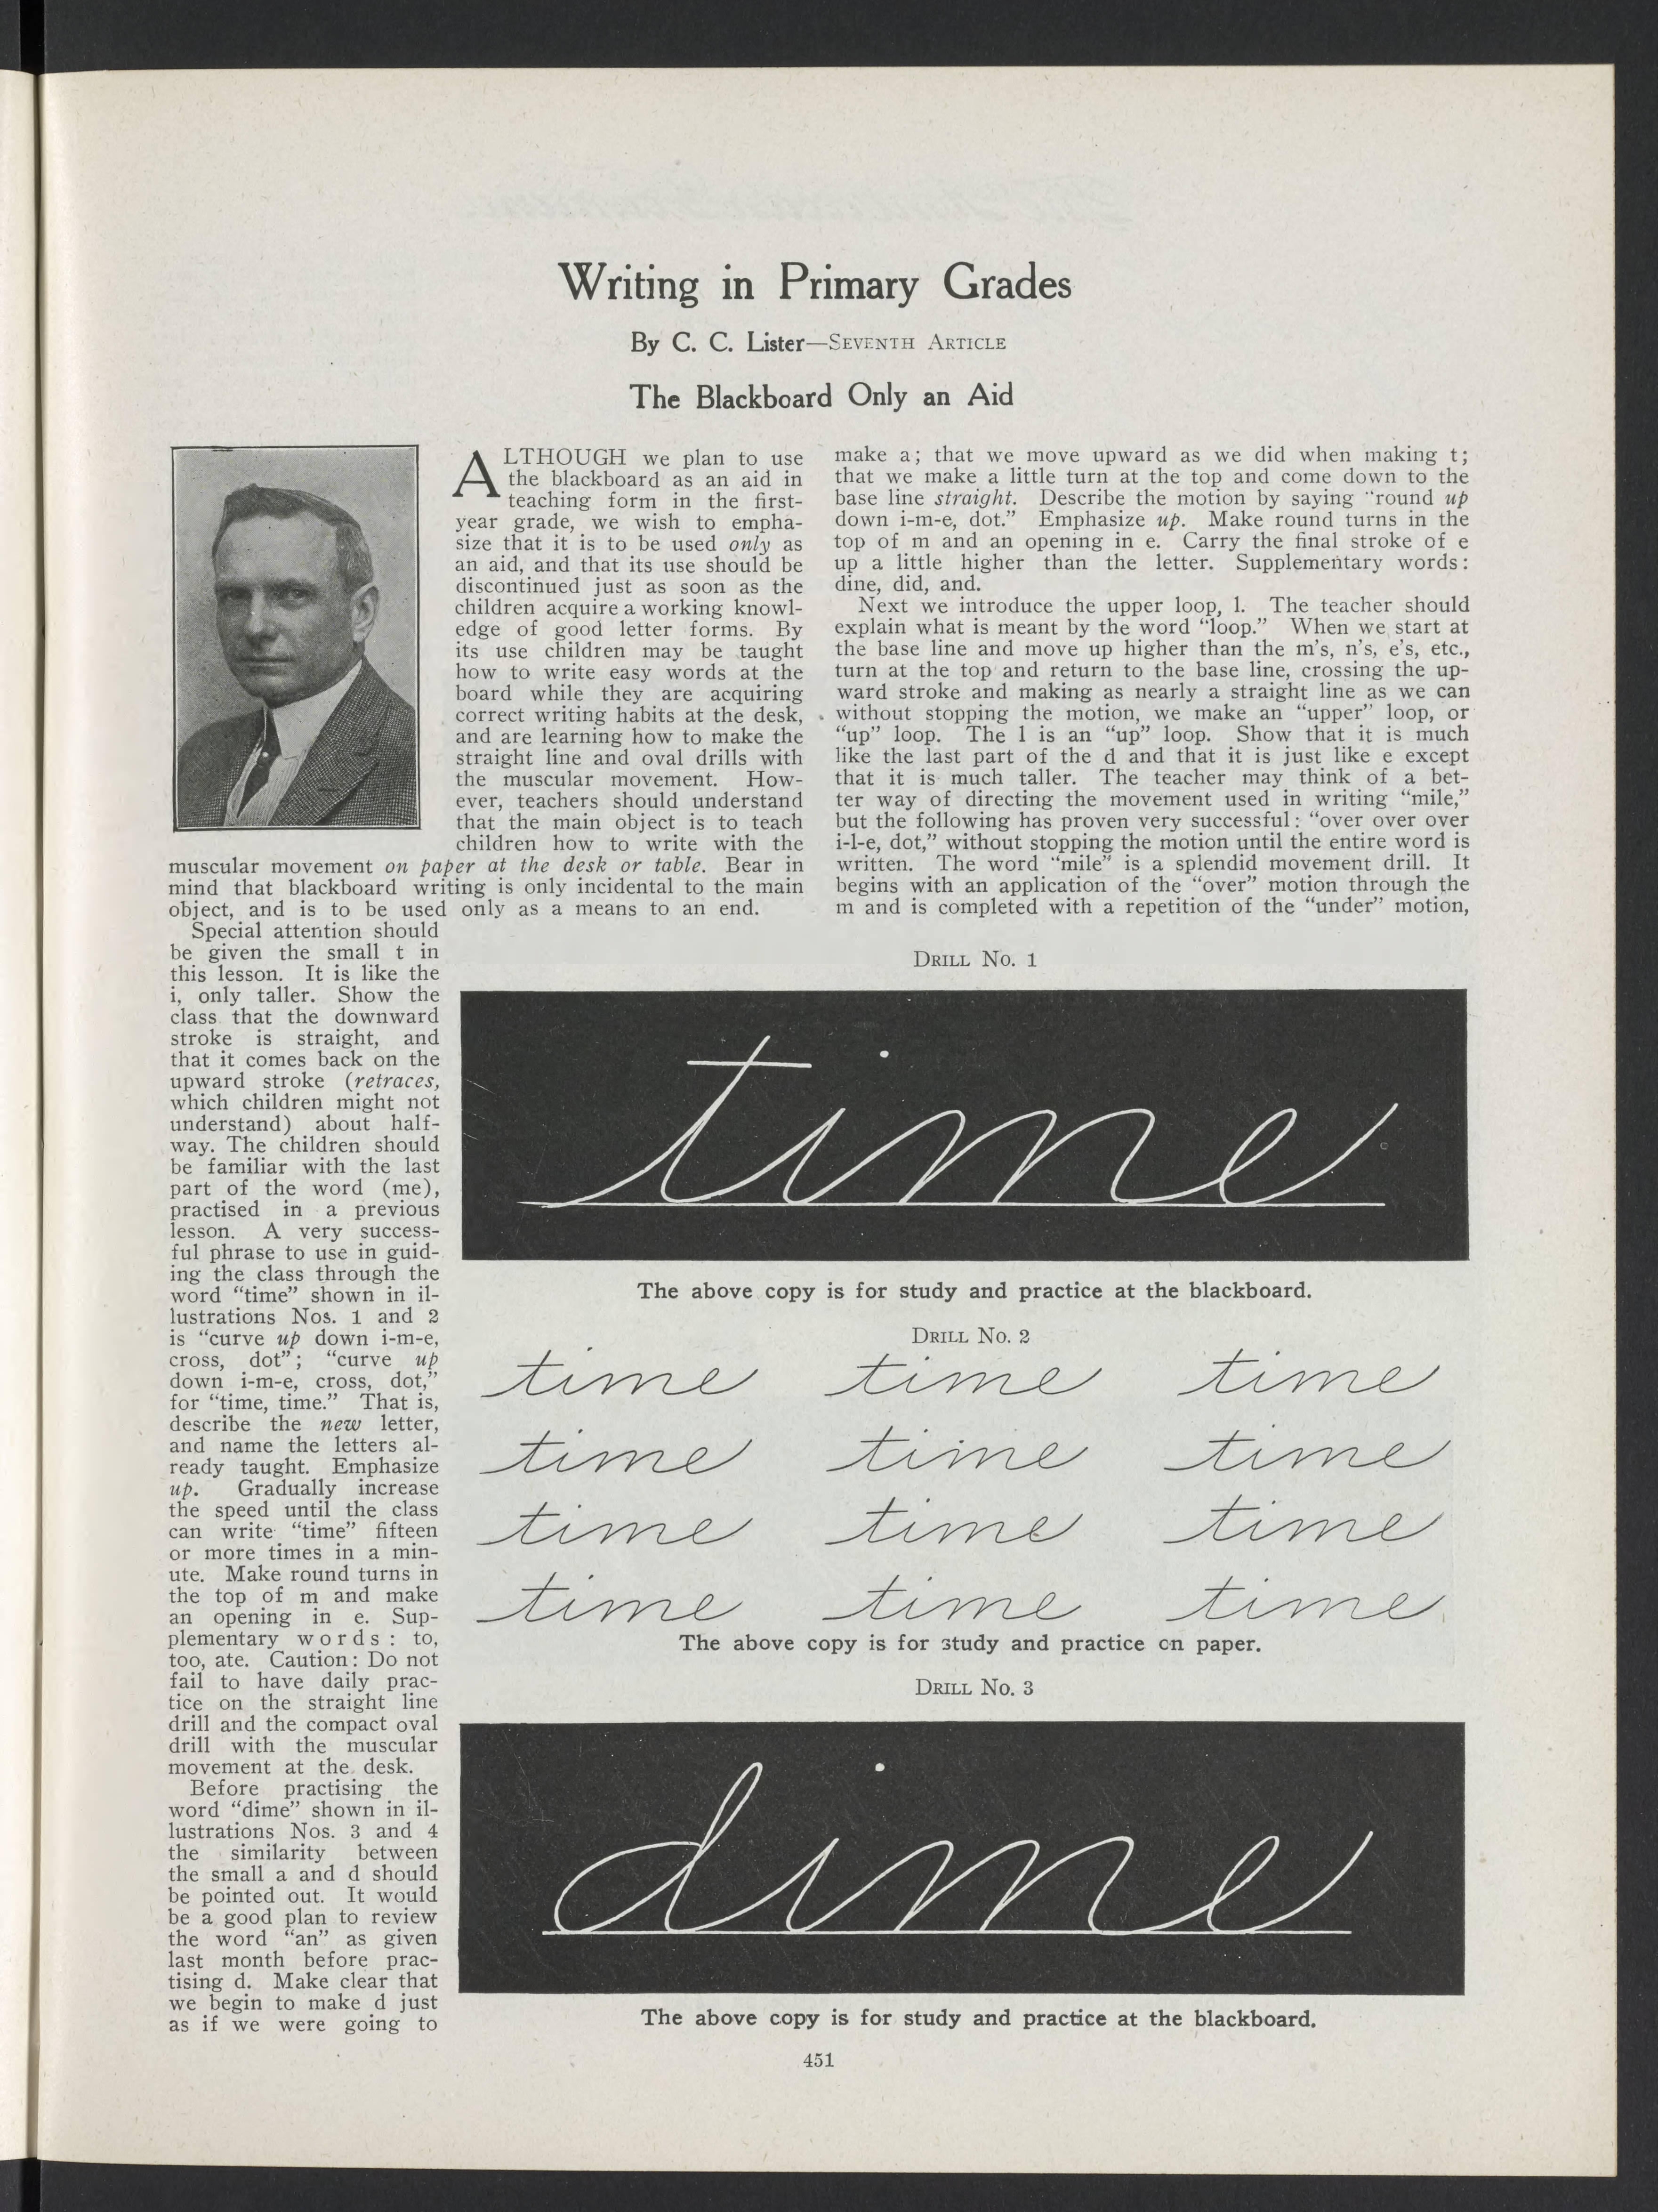 Writing in Primary Grades
By C. C. Lister—Seventh Article
The Blackboard Only an Aid
ALTHOUGH we plan to use
the blackboard as an aid in
teaching form in the first-
year grade, we wish to empha-
size that it is to be used only as
an aid, and that its use should be
discontinued just as soon as the
children acquire a working knowl-
edge of good letter forms. By
its use children may be taught
how to write easy words at the
board while they are acquiring
correct writing habits at the desk,
and are learning how to make the
straight line and oval drills with
the muscular movement. How-
ever, teachers should understand
that the main object is to teach
children how to write with the
muscular movement on paper at the desk or table. Bear in
mind that blackboard writing is only incidental to the main
object, and is to be used only as a means to an end.
Special attention should
be given the small t in
this lesson. It is like the
i, only taller. Show the
class that the downward
stroke is straight, and
that it comes back on the
upward stroke (retraces,
which children might not
understand) about half-
way. The children should
be familiar with the last
part of the word (me),
practised in a previous
lesson. A very success-
ful phrase to use in guid-
ing the class through the
word "time" shown in il-
lustrations Nos. 1 and 2
is "curve up down i-m-e,
cross, dot"; "curve up
down i-m-e, cross, dot,"
for "time, time." That is,
describe the new letter,
and name the letters al-
ready taught. Emphasize
up. Gradually increase
the speed until the class
can write "time" fifteen
or more times in a min-
ute. Make round turns in
the top of m and make
an opening in e. Sup-
plementary words: to,
too, ate. Caution: Do not
fail to have daily prac-
tice on the straight line
drill and the compact oval
drill with the muscular
movement at the desk.
Before practising the
word "dime" shown in il-
lustrations Nos. 3 and 4
the similarity between
the small a and d should
be pointed out. It would
be a good plan to review
the word "an" as given
last month before prac-
tising d. Make clear that
we begin to make d just
as if we were going to
make a; that we move upward as we did when making t;
that we make a little turn at the top and come down to the
base line straight. Describe the motion by saying "round up
down i-m-e, dot." Emphasize up. Make round turns in the
top of m and an opening in e. Carry the final stroke of e
up a little higher than the letter. Supplementary words:
dine, did, and.
Next we introduce the upper loop, l. The teacher should
explain what is meant by the word "loop." When we start at
the base line and move up higher than the m's, n's, e's, etc.,
turn at the top and return to the base line, crossing the up-
ward stroke and making as nearly a straight line as we can
without stopping the motion, we make an "upper" loop, or
"up" loop. The l is an "up" loop. Show that it is much
like the last part of the d and that it is just like e except
that it is much taller. The teacher may think of a bet-
ter way of directing the movement used in writing "mile,"
but the following has proven very successful: "over over over
i-l-e, dot," without stopping the motion until the entire word is
written. The word "mile" is a splendid movement drill. It
begins with an application of the "over" motion through the
m and is completed with a repetition of the "under" motion,
Drill No. 1
time
The above copy is for study and practice at the blackboard.
Drill No. 2
time time time
time time time
time time time
time time time
The above copy is for study and practice on paper.
Drill No. 3
dime
The above copy is for study and practice at the blackboard.
451